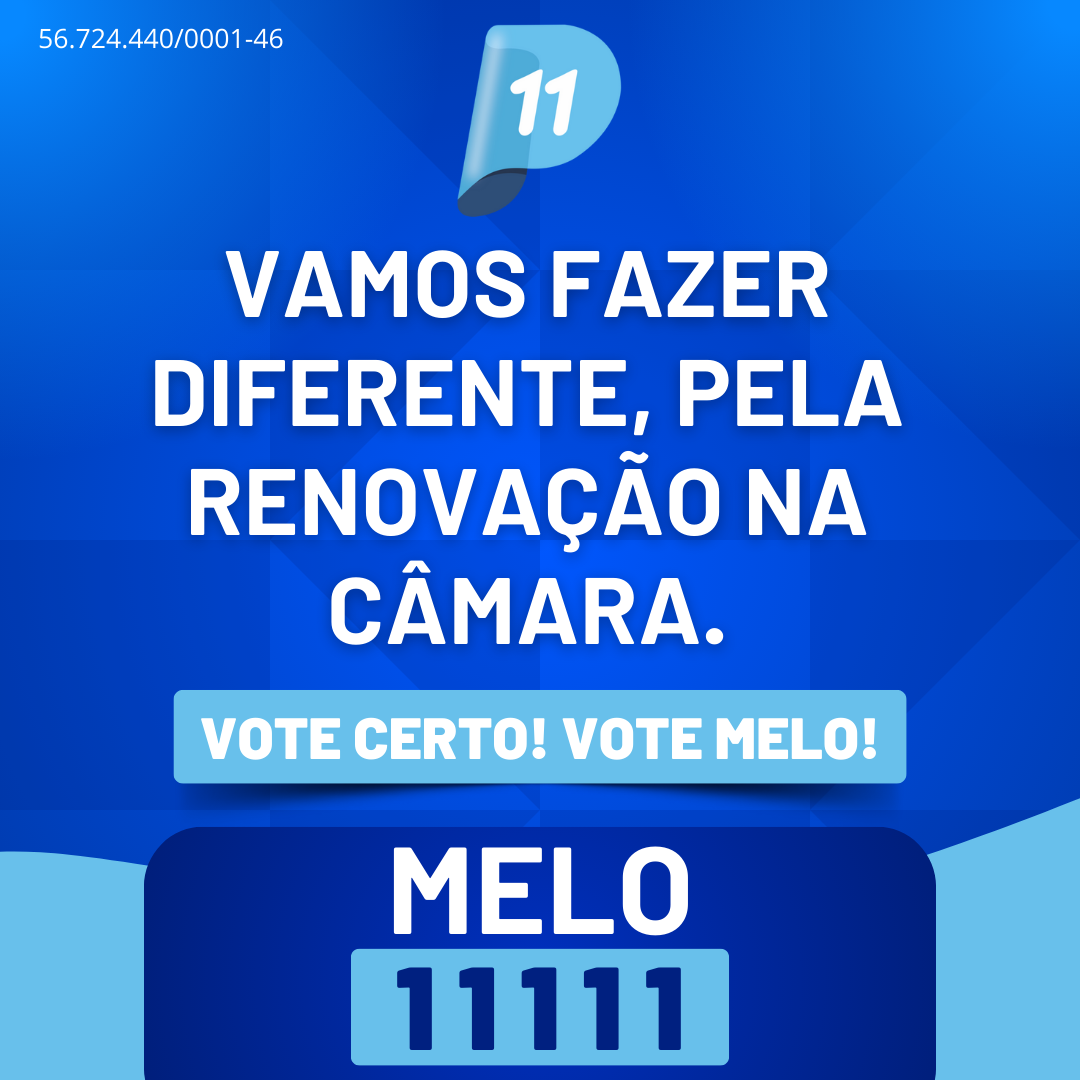 56.724.440/0001-46
11
VAMOS FAZER
DIFERENTE, PELA
RENOVAÇÃO NA
CÂMARA.
VOTE CERTO! VOTE MELO!
MELO
11111